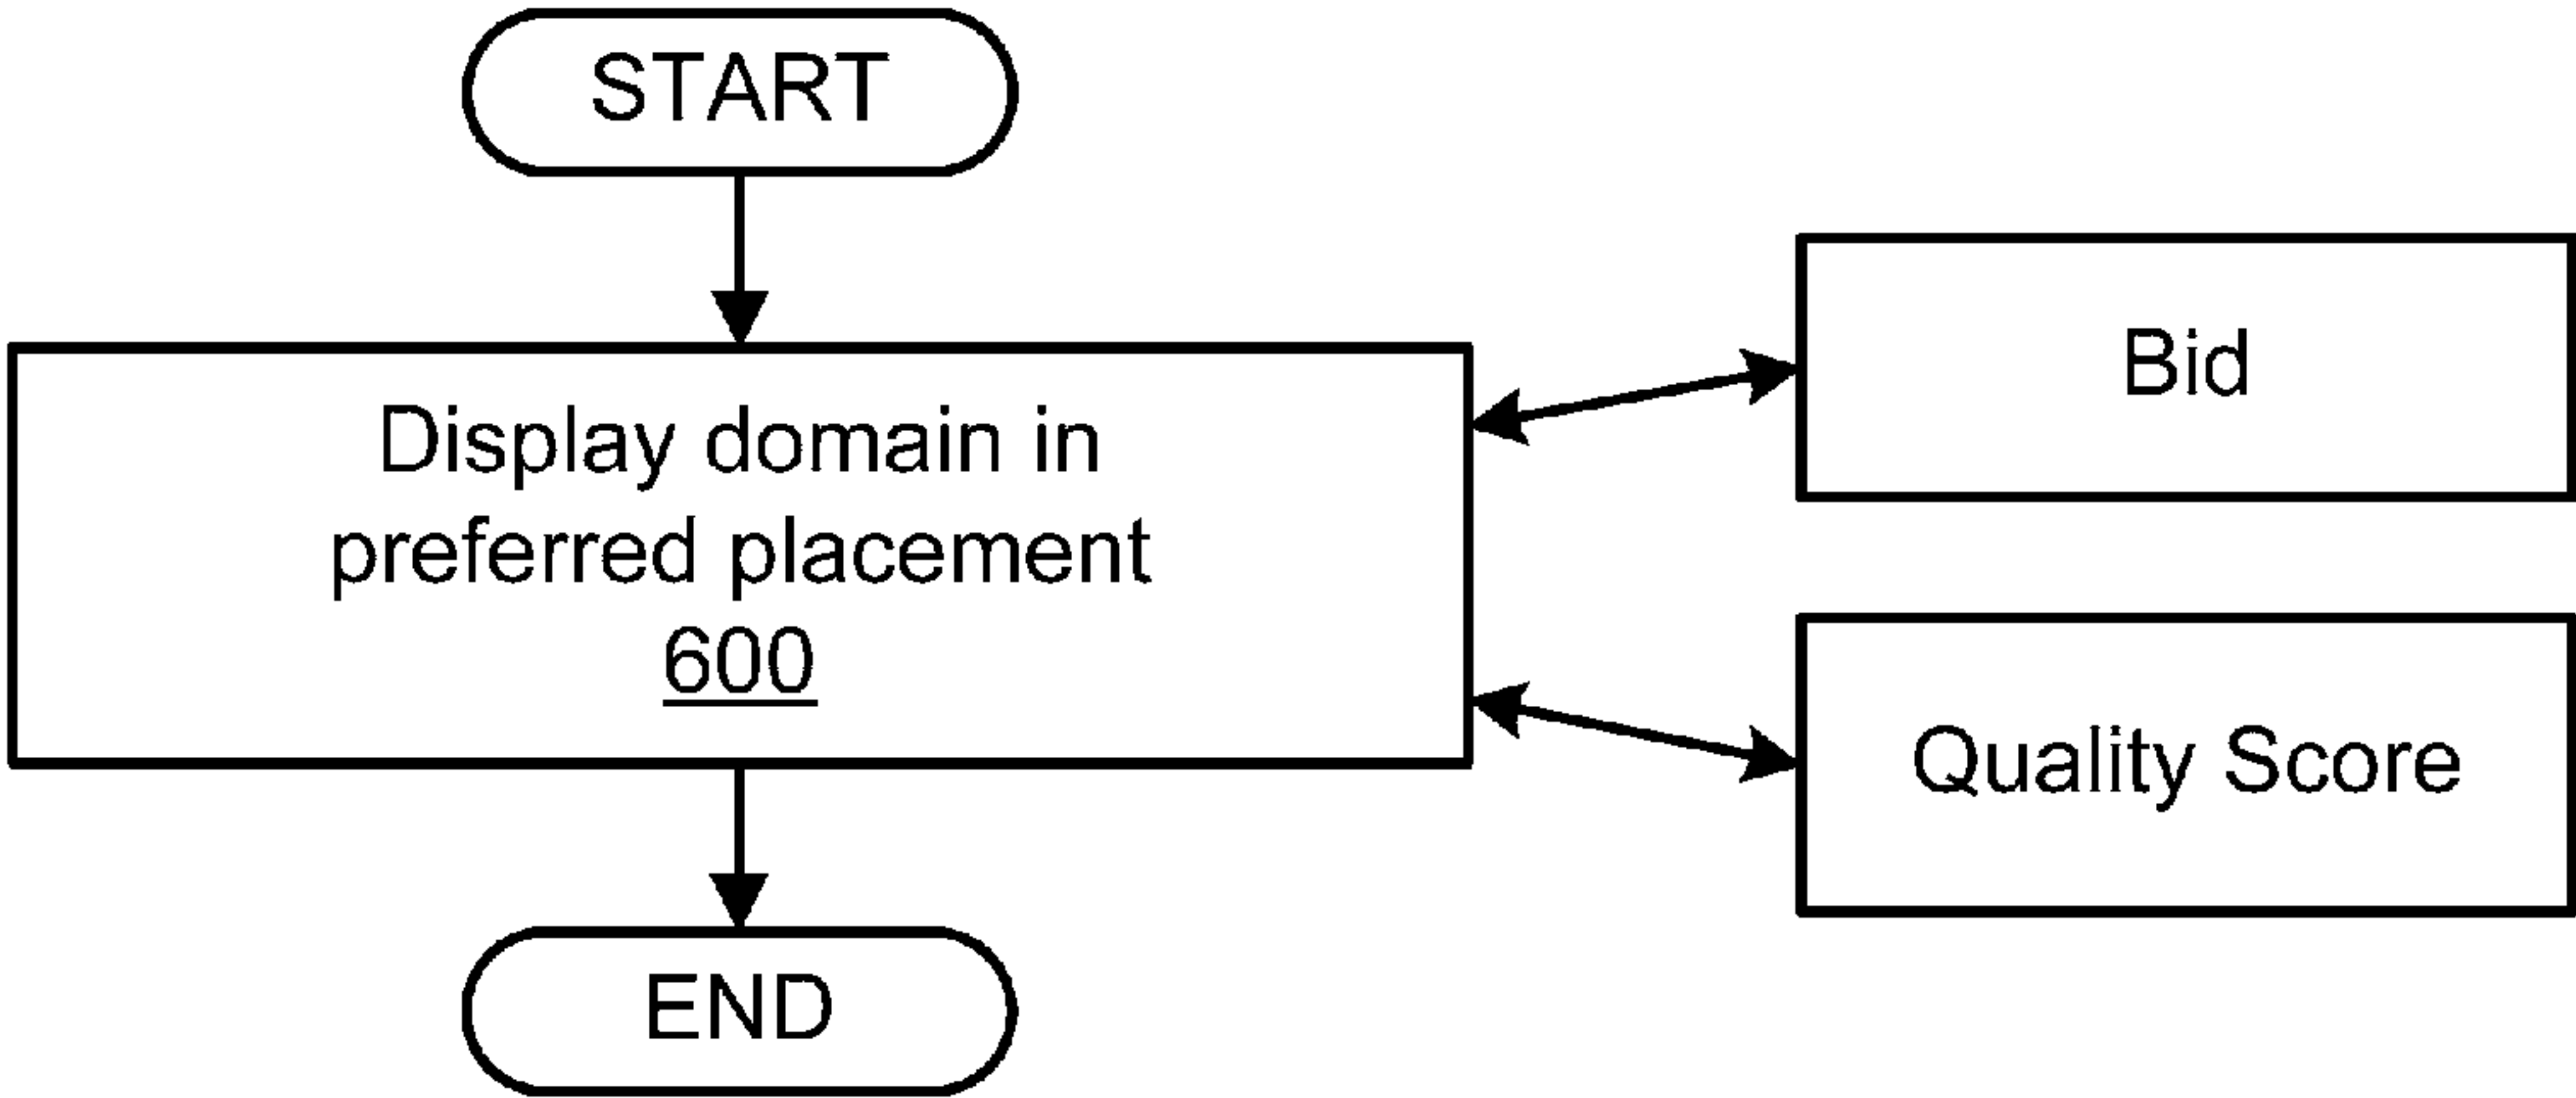 START
Display domain in
preferred placement
600
Bid
Quality Score
END